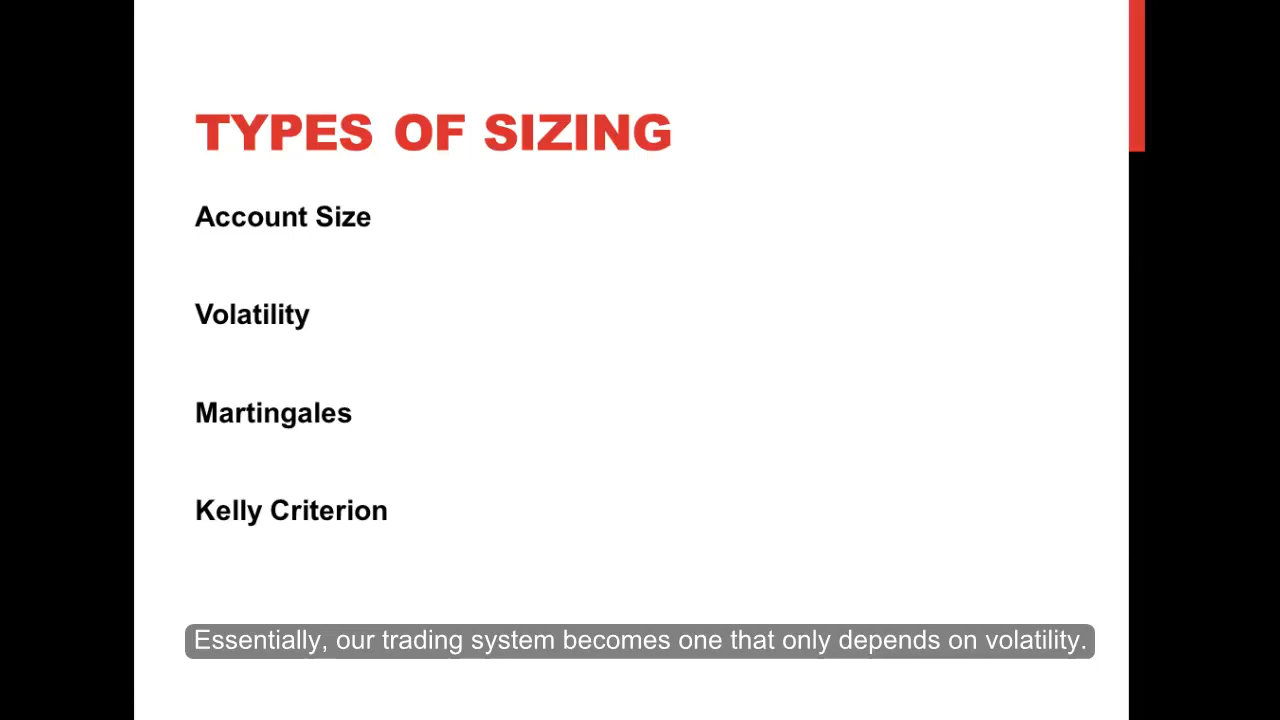 TYPES OF SIZING
Account Size
Volatility
Martingales
Kelly Criterion
Essentially, our trading system becomes one that only depends on volatility.